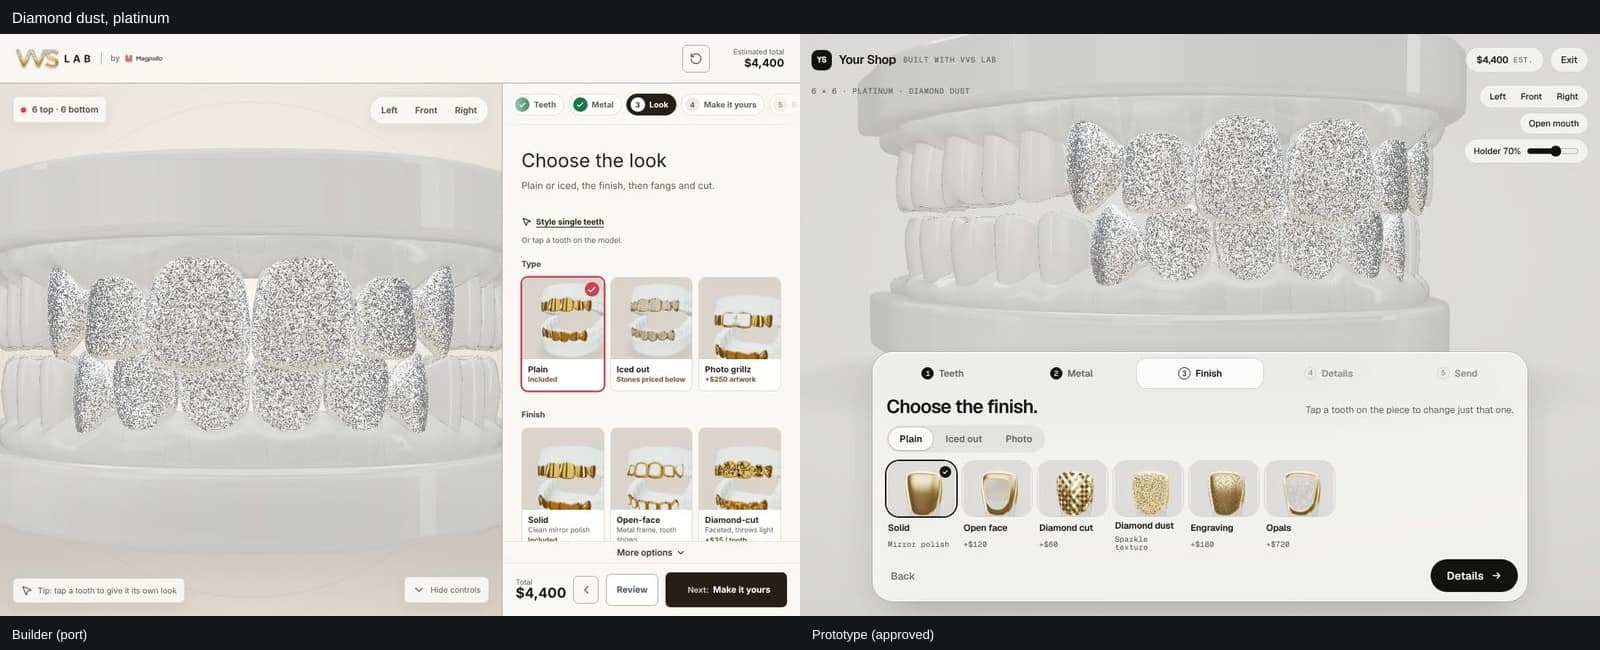 Diamond dust, platinum
VVS LAB by Magpudo
Estimated total
$4,400
6 top · 6 bottom
Left Front Right
Teeth
Metal
3 Look
4 Make it yours
5
Choose the look
Plain or iced, the finish, then fangs and cut.
Style single teeth
Or tap a tooth on the model.
Type
Plain
Included
Iced out
Stones priced below
Photo grillz
+$250 artwork
Finish
Solid
Clean mirror polish
Included
Open-face
Metal frame, tooth
shows
Diamond-cut
Faceted, throws light
+$35 / tooth
More options
Tip: tap a tooth to give it its own look
Hide controls
Total
$4,400
Review
Next: Make it yours
Builder (port)
YS Your Shop BUILT WITH VVS LAB
$4,400 EST.
Exit
6 × 6 · PLATINUM · DIAMOND DUST
Left Front Right
Open mouth
Holder 70%
1 Teeth
2 Metal
3 Finish
4 Details
5 Send
Choose the finish.
Tap a tooth on the piece to change just that one.
Plain Iced out Photo
Solid
Mirror polish
Open face
+$120
Diamond cut
+$60
Diamond dust
Sparkle
texture
Engraving
+$180
Opals
+$720
Back
Details
Prototype (approved)